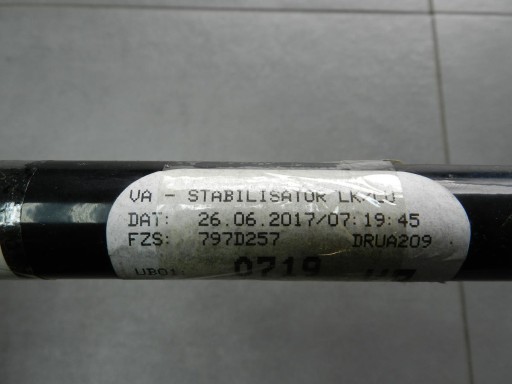 VA - STABILISATOR
DAT: 26.06.2017/07:19:45
FZS: 797D257 DRUA209
0719